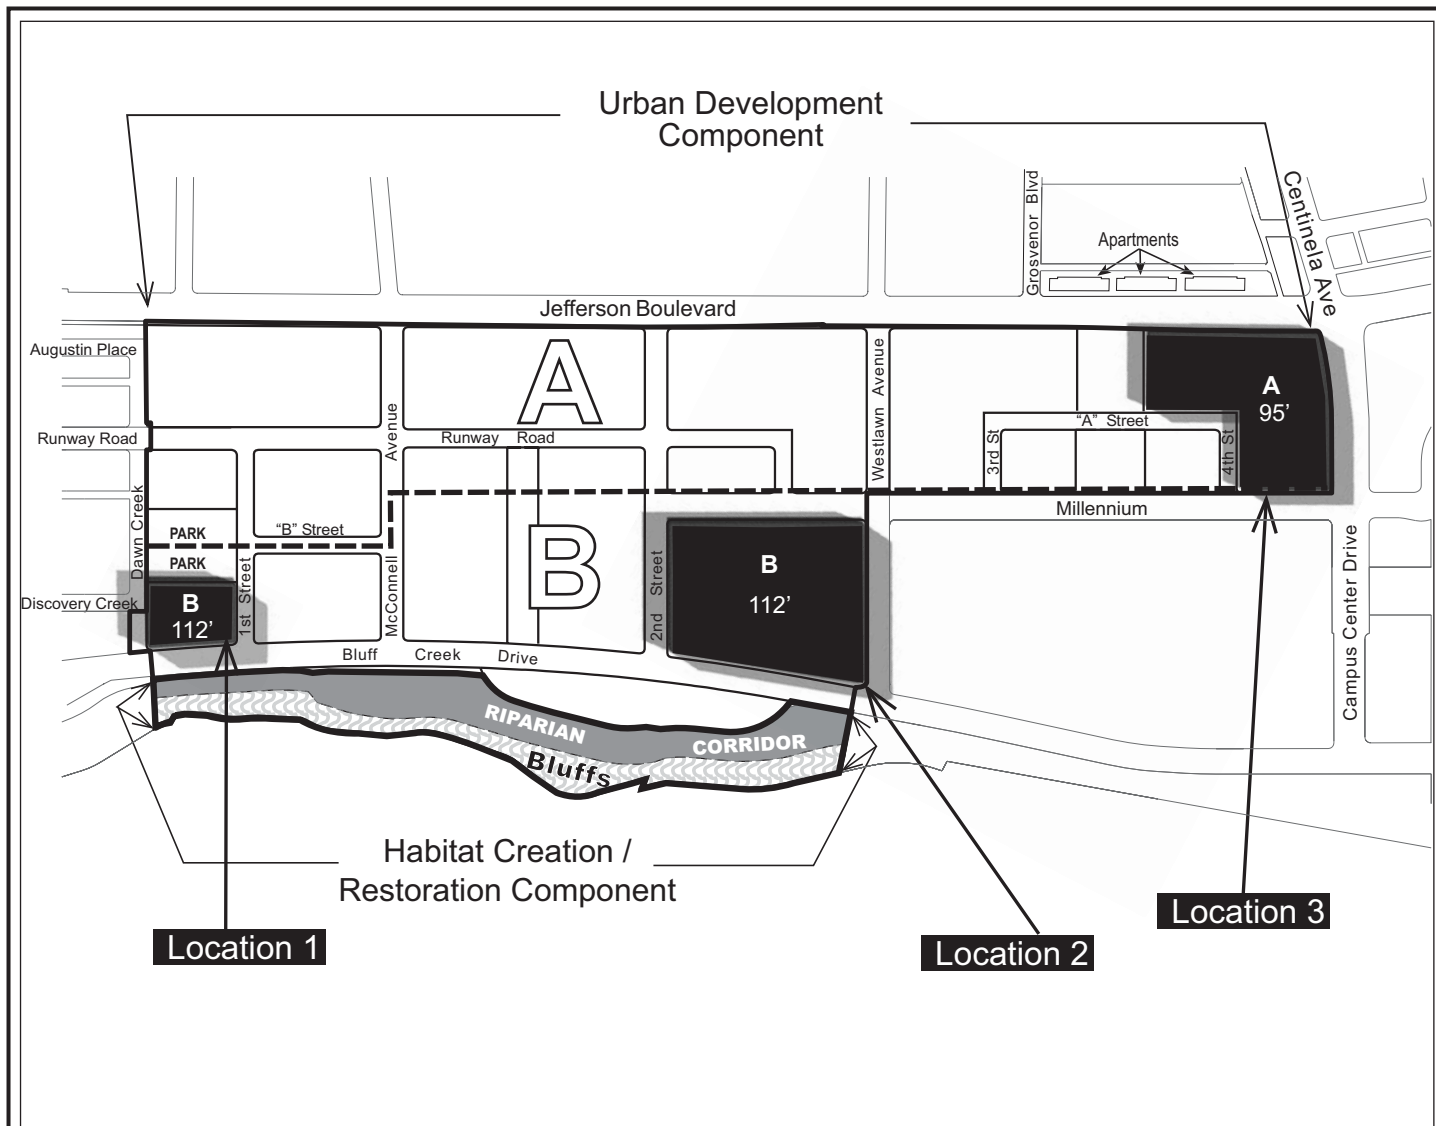 Urban Development
Component
Grosvenor Blvd
Centinela Ave
Apartments
Jefferson Boulevard
Augustin Place
A
Westlawn Avenue
A
95’
“A” Street
Runway Road
McConnell Avenue
Runway Road
3rd St
4th St
Millennium
Dawn Creek
PARK
“B” Street
PARK
B
B
112’
Discovery Creek
B
112’
1st Street
2nd Street
Campus Center Drive
Bluff Creek Drive
RIPARIAN CORRIDOR
Bluffs
Habitat Creation /
Restoration Component
Location 1
Location 2
Location 3